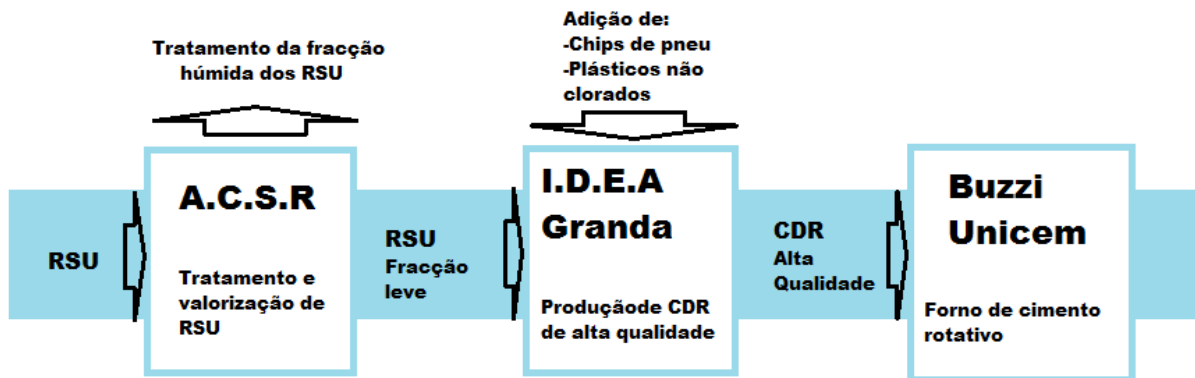 Tratamento da fracção
húmida dos RSU
Adição de:
-Chips de pneu
-Plásticos não
clorados
RSU
A.C.S.R
Tratamento e
valorização de
RSU
RSU
Fracção
leve
I.D.E.A
Granda
Produçãode CDR
de alta qualidade
CDR
Alta
Qualidade
Buzzi
Unicem
Forno de cimento
rotativo